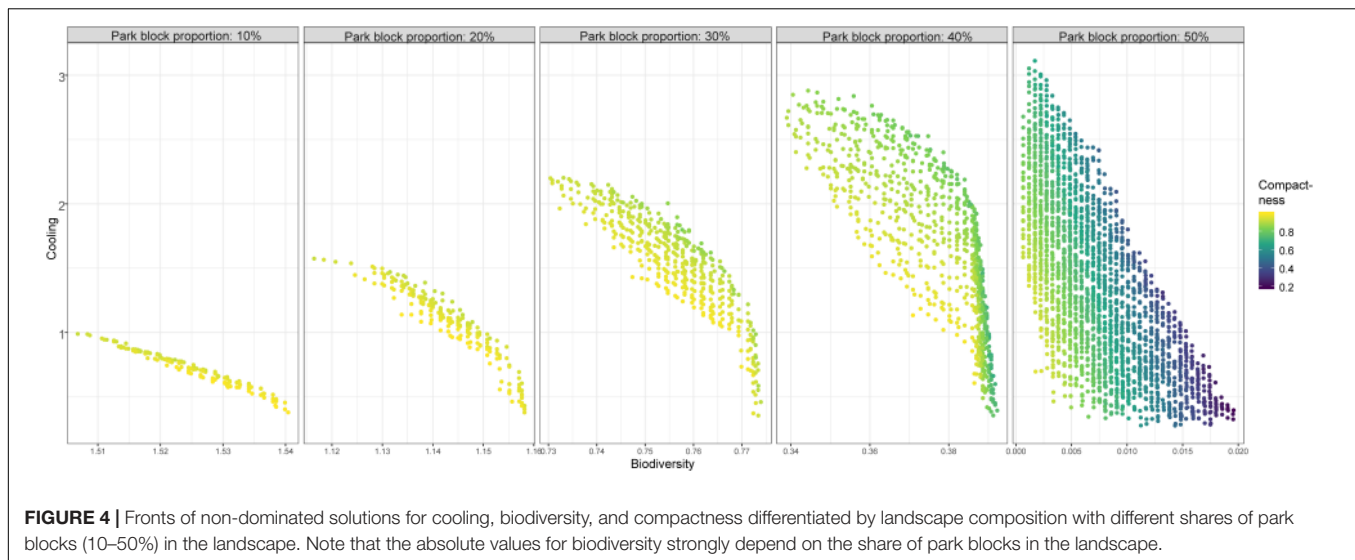 Park block proportion: 10%
Park block proportion: 20%
Park block proportion: 30%
Park block proportion: 40%
Park block proportion: 50%
3
2
1
Cooling
1.51
1.52
1.53
1.54
1.12
1.13
1.14
1.15
1.16
0.73
0.74
0.75
0.76
0.77
0.34
0.36
0.38
0.000
0.005
0.010
0.015
0.020
Biodiversity
Compact-
ness
0.8
0.6
0.4
0.2
FIGURE 4 | Fronts of non-dominated solutions for cooling, biodiversity, and compactness differentiated by landscape composition with different shares of park
blocks (10–50%) in the landscape. Note that the absolute values for biodiversity strongly depend on the share of park blocks in the landscape.